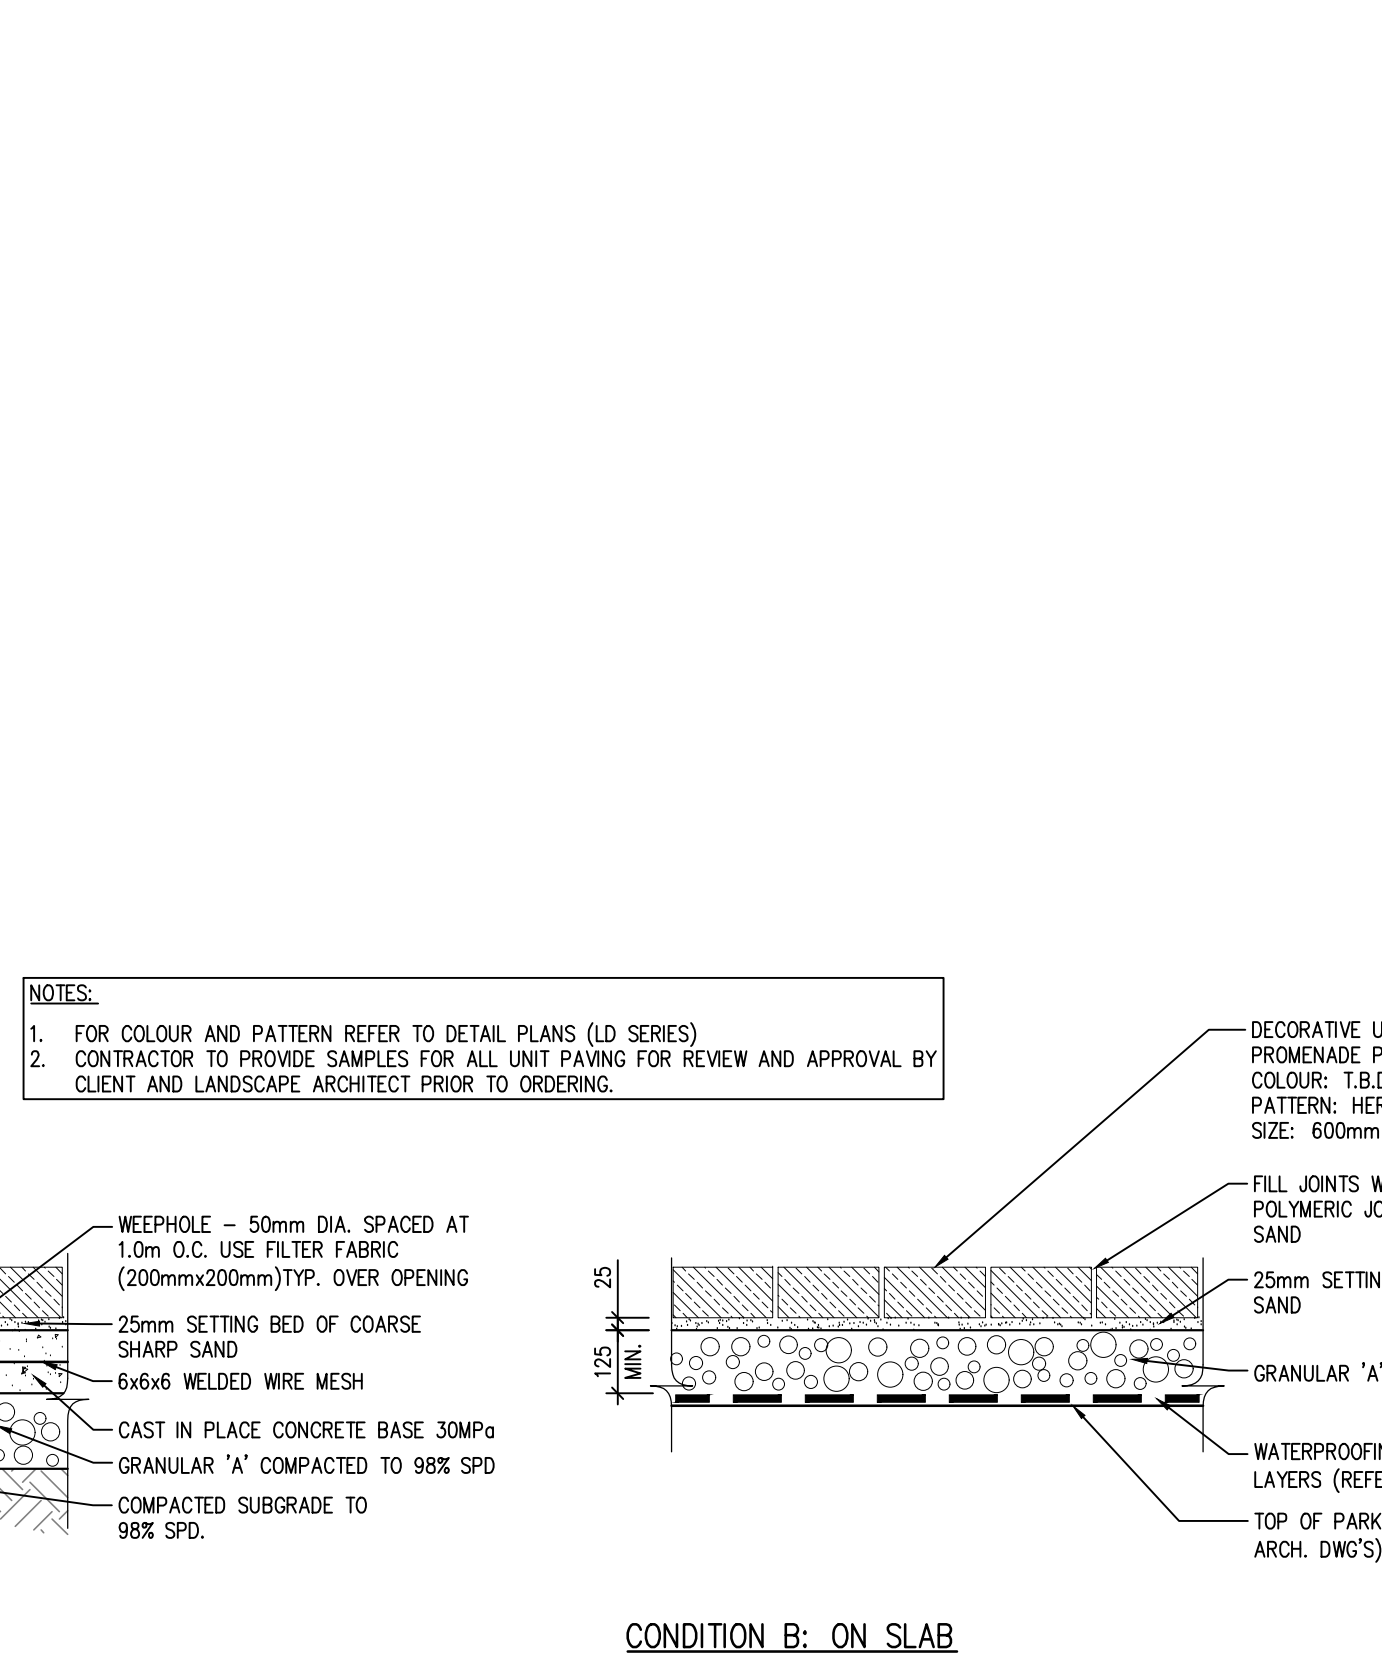 NOTES:
1. FOR COLOUR AND PATTERN REFER TO DETAIL PLANS (LD SERIES)
2. CONTRACTOR TO PROVIDE SAMPLES FOR ALL UNIT PAVING FOR REVIEW AND APPROVAL BY
CLIENT AND LANDSCAPE ARCHITECT PRIOR TO ORDERING.
WEEPHOLE – 50mm DIA. SPACED AT
1.0m O.C. USE FILTER FABRIC
(200mmx200mm)TYP. OVER OPENING
25mm SETTING BED OF COARSE
SHARP SAND
6x6x6 WELDED WIRE MESH
CAST IN PLACE CONCRETE BASE 30MPa
GRANULAR 'A' COMPACTED TO 98% SPD
COMPACTED SUBGRADE TO
98% SPD.
25
125
MIN.
DECORATIVE U
PROMENADE P
COLOUR: T.B.D
PATTERN: HER
SIZE: 600mm
FILL JOINTS W
POLYMERIC JO
SAND
25mm SETTIN
SAND
GRANULAR 'A'
WATERPROOFIN
LAYERS (REFE
TOP OF PARK
ARCH. DWG'S)
CONDITION B: ON SLAB